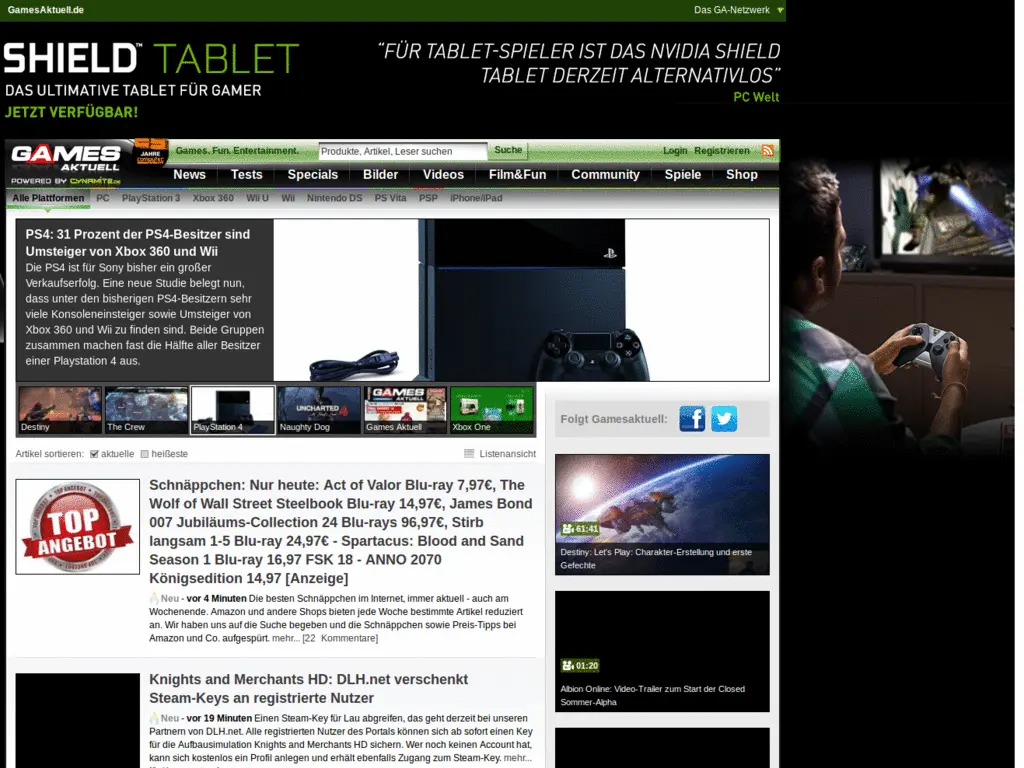 GamesAktuell.de
Das GA-Netzwerk
SHIELD™ TABLET
DAS ULTIMATIVE TABLET FÜR GAMER
JETZT VERFÜGBAR!
"FÜR TABLET-SPIELER IST DAS NVIDIA SHIELD
TABLET DERZEIT ALTERNATIVLOS"
PC Welt
GAMES
AKTUELL
POWERED BY CYNAMITE.DE
JAHRE
Games. Fun. Entertainment.
Produkte, Artikel, Leser suchen
Suche
Login Registrieren
News Tests Specials Bilder Videos Film&Fun Community Spiele Shop
Alle Plattformen PC PlayStation 3 Xbox 360 Wii U Wii Nintendo DS PS Vita PSP iPhone/iPad
PS4: 31 Prozent der PS4-Besitzer sind
Umsteiger von Xbox 360 und Wii
Die PS4 ist für Sony bisher ein großer
Verkaufserfolg. Eine neue Studie belegt nun,
dass unter den bisherigen PS4-Besitzern sehr
viele Konsoleneinsteiger sowie Umsteiger von
Xbox 360 und Wii zu finden sind. Beide Gruppen
zusammen machen fast die Hälfte aller Besitzer
einer Playstation 4 aus.
UNCHARTED
GAMES
Destiny The Crew PlayStation 4 Naughty Dog Games Aktuell Xbox One
Folgt Gamesaktuell:
Artikel sortieren: aktuelle heißeste
Listenansicht
TOP ANGEBOT
TOP
ANGEBOT
Schnäppchen: Nur heute: Act of Valor Blu-ray 7,97€, The
Wolf of Wall Street Steelbook Blu-ray 14,97€, James Bond
007 Jubiläums-Collection 24 Blu-rays 96,97€, Stirb
langsam 1-5 Blu-ray 24,97€ - Spartacus: Blood and Sand
Season 1 Blu-ray 16,97 FSK 18 - ANNO 2070
Königsedition 14,97 [Anzeige]
Neu - vor 4 Minuten Die besten Schnäppchen im Internet, immer aktuell - auch am
Wochenende. Amazon und andere Shops bieten jede Woche bestimmte Artikel reduziert
an. Wir haben uns auf die Suche begeben und die Schnäppchen sowie Preis-Tipps bei
Amazon und Co. aufgespürt. mehr... [22 Kommentare]
61:41
Destiny: Let's Play: Charakter-Erstellung und erste
Gefechte
01:20
Albion Online: Video-Trailer zum Start der Closed
Sommer-Alpha
Knights and Merchants HD: DLH.net verschenkt
Steam-Keys an registrierte Nutzer
Neu - vor 19 Minuten Einen Steam-Key für Lau abgreifen, das geht derzeit bei unseren
Partnern von DLH.net. Alle registrierten Nutzer des Portals können sich ab sofort einen Key
für die Aufbausimulation Knights and Merchants HD sichern. Wer noch keinen Account hat,
kann sich kostenlos ein Profil anlegen und erhält ebenfalls Zugang zum Steam-Key. mehr...